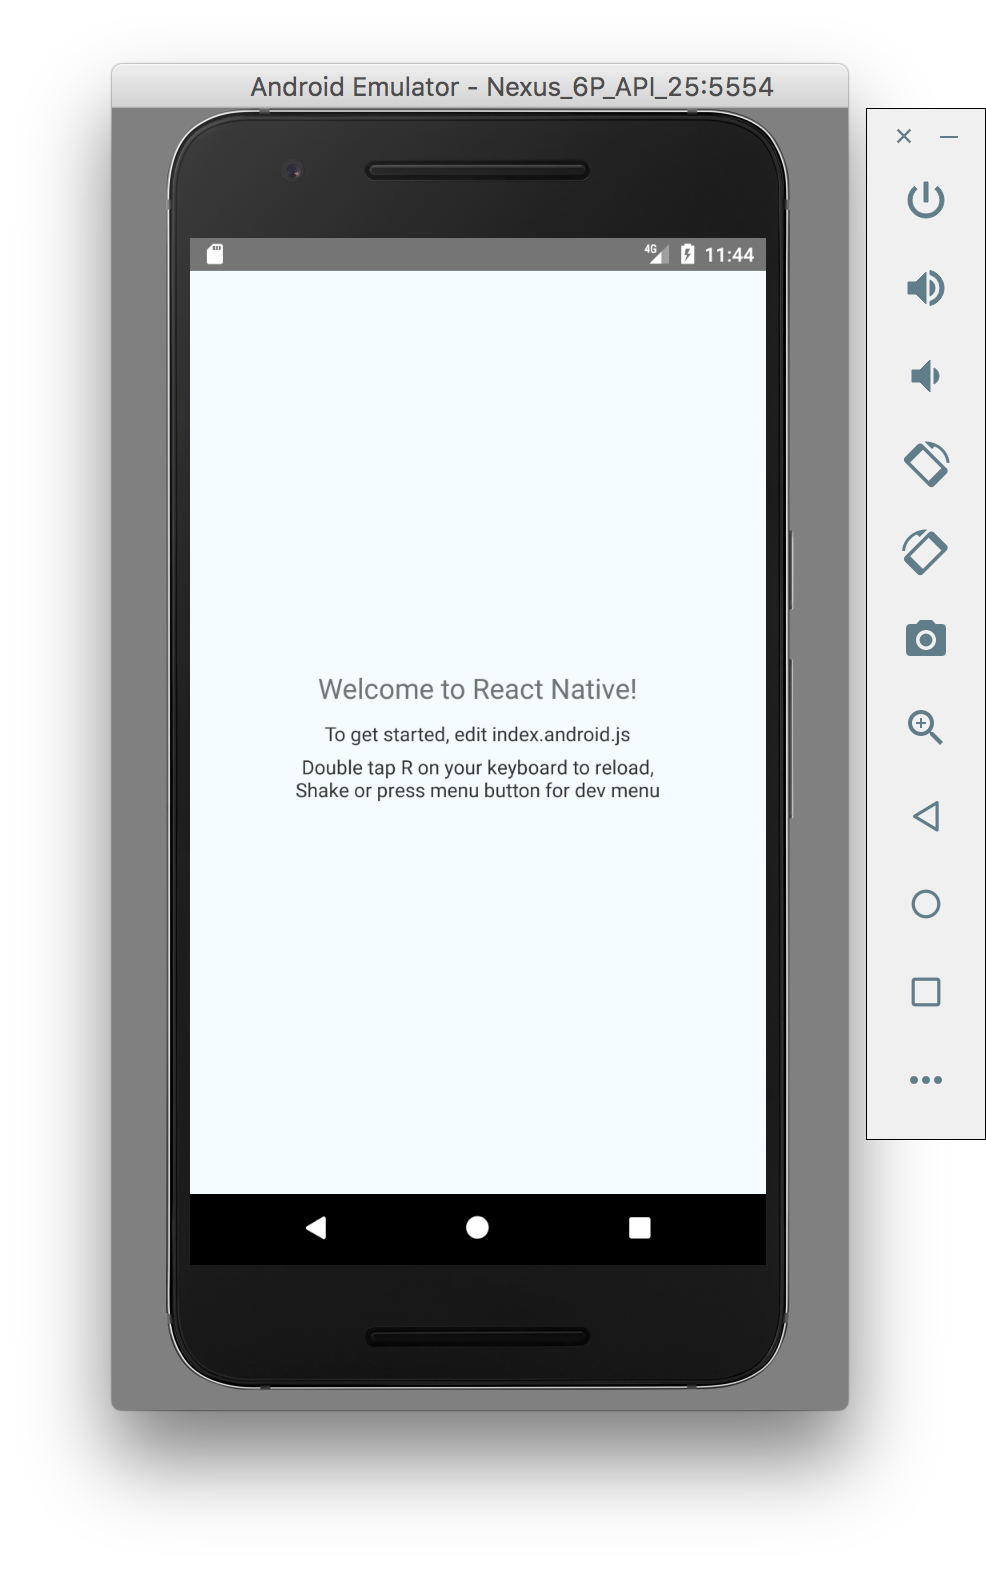 Android Emulator - Nexus_6P_API_25:5554
4G 11:44
Welcome to React Native!
To get started, edit index.android.js
Double tap R on your keyboard to reload,
Shake or press menu button for dev menu